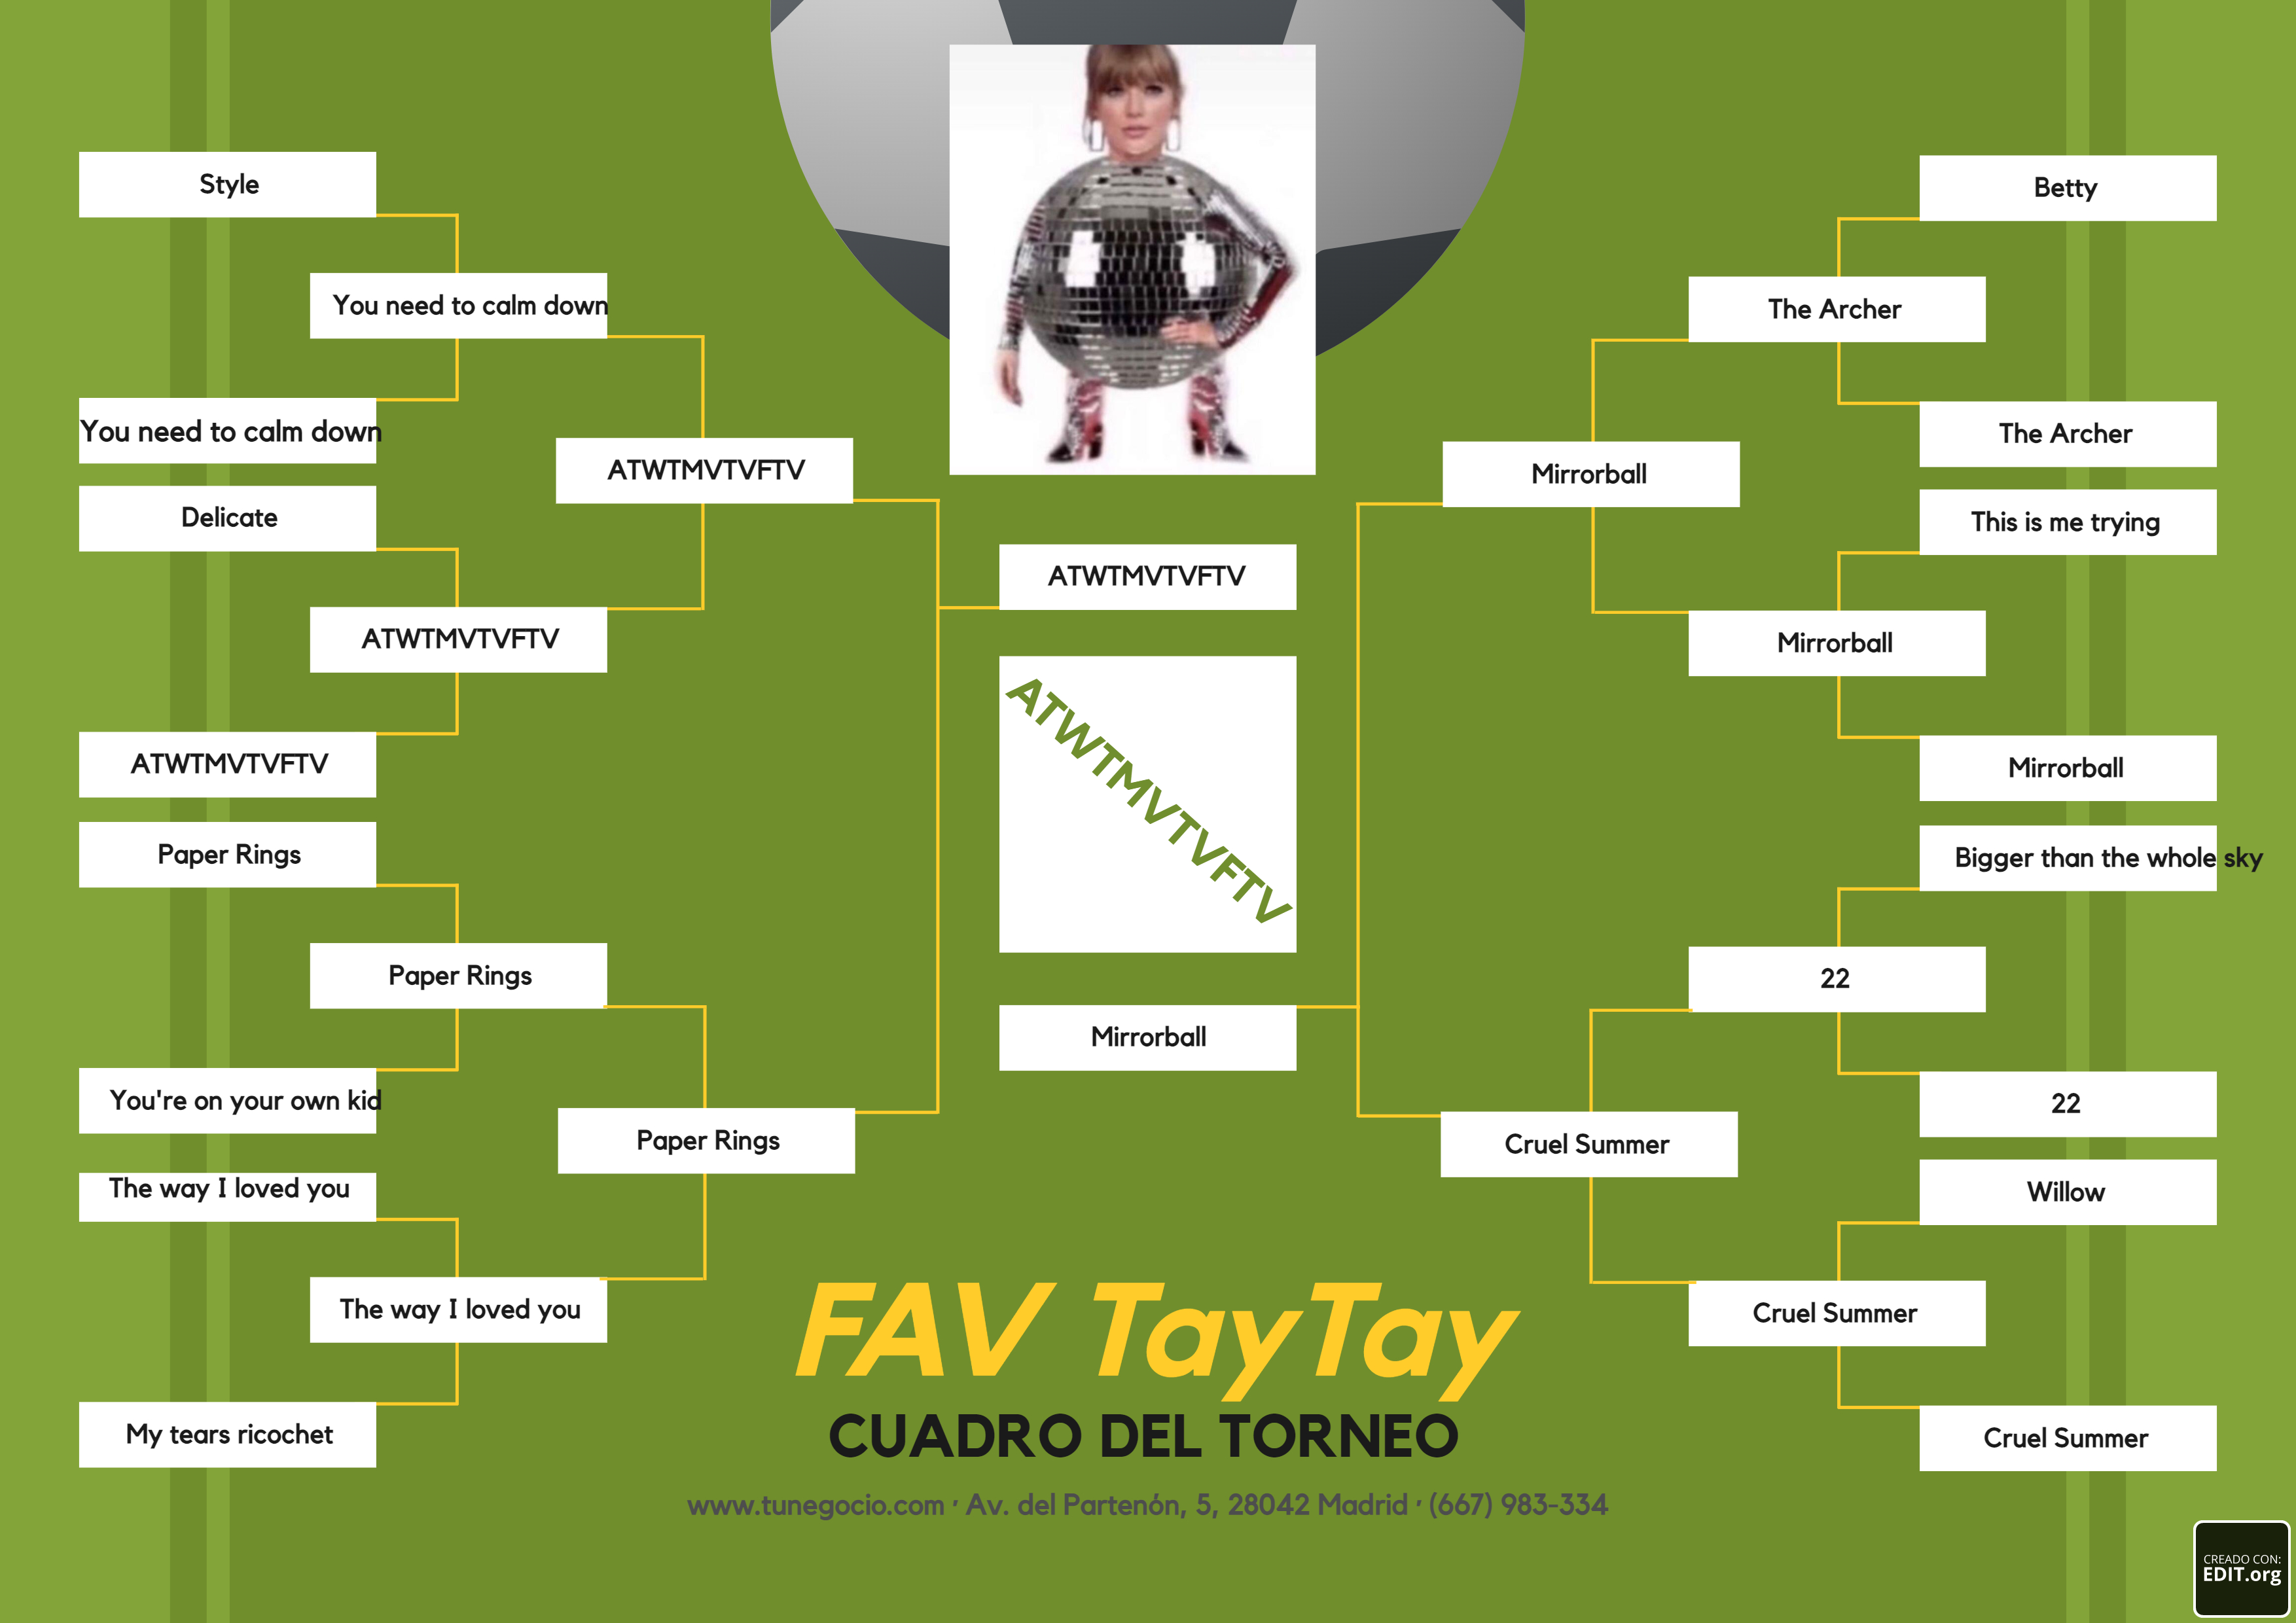 Style
You need to calm down
You need to calm down
Delicate
ATWTMVTVFTV
ATWTMVTVFTV
ATWTMVTVFTV
Paper Rings
Paper Rings
You're on your own kid
Paper Rings
The way I loved you
The way I loved you
My tears ricochet
ATWTMVTVFTV
ATWTMVTVFTV
Mirrorball
Betty
The Archer
The Archer
Mirrorball
This is me trying
Mirrorball
Mirrorball
Bigger than the whole sky
22
22
Cruel Summer
Willow
Cruel Summer
Cruel Summer
FAV TayTay
CUADRO DEL TORNEO
www.tunegocio.com · Av. del Partenón, 5, 28042 Madrid · (667) 983-334
CREADO CON:
EDIT.org